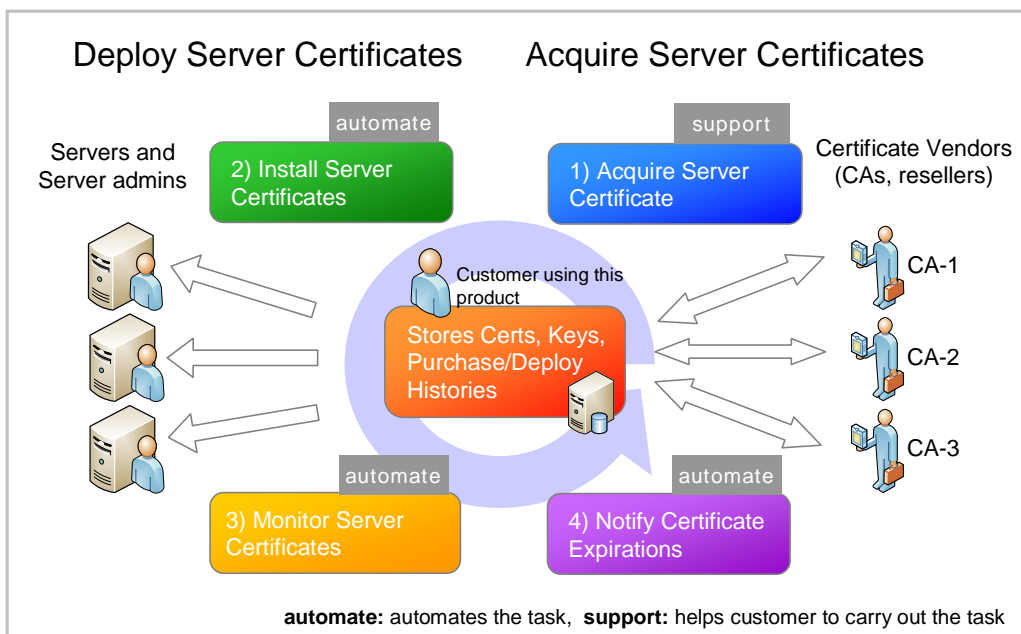 Deploy Server Certificates
Acquire Server Certificates
automate
support
Servers and
Server admins
2) Install Server
Certificates
1) Acquire Server
Certificate
Certificate Vendors
(CAs, resellers)
Customer using this
product
CA-1
Stores Certs, Keys,
Purchase/Deploy
Histories
CA-2
CA-3
automate
automate
3) Monitor Server
Certificates
4) Notify Certificate
Expirations
automate: automates the task, support: helps customer to carry out the task